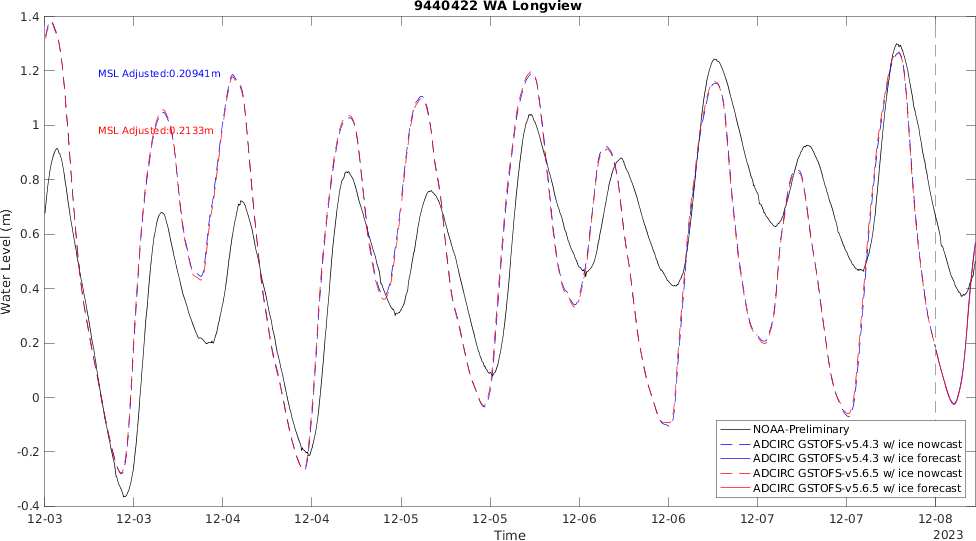 9440422 WA Longview
MSL Adjusted:0.20941m
MSL Adjusted:0.2133m
Water Level (m)
1.4
1.2
1
0.8
0.6
0.4
0.2
0
-0.2
-0.4
12-03 12-03 12-04 12-04 12-05 12-05 12-06 12-06 12-07 12-07 12-08
Time
2023
NOAA-Preliminary
ADCIRC GSTOFS-v5.4.3 w/ ice nowcast
ADCIRC GSTOFS-v5.4.3 w/ ice forecast
ADCIRC GSTOFS-v5.6.5 w/ ice nowcast
ADCIRC GSTOFS-v5.6.5 w/ ice forecast